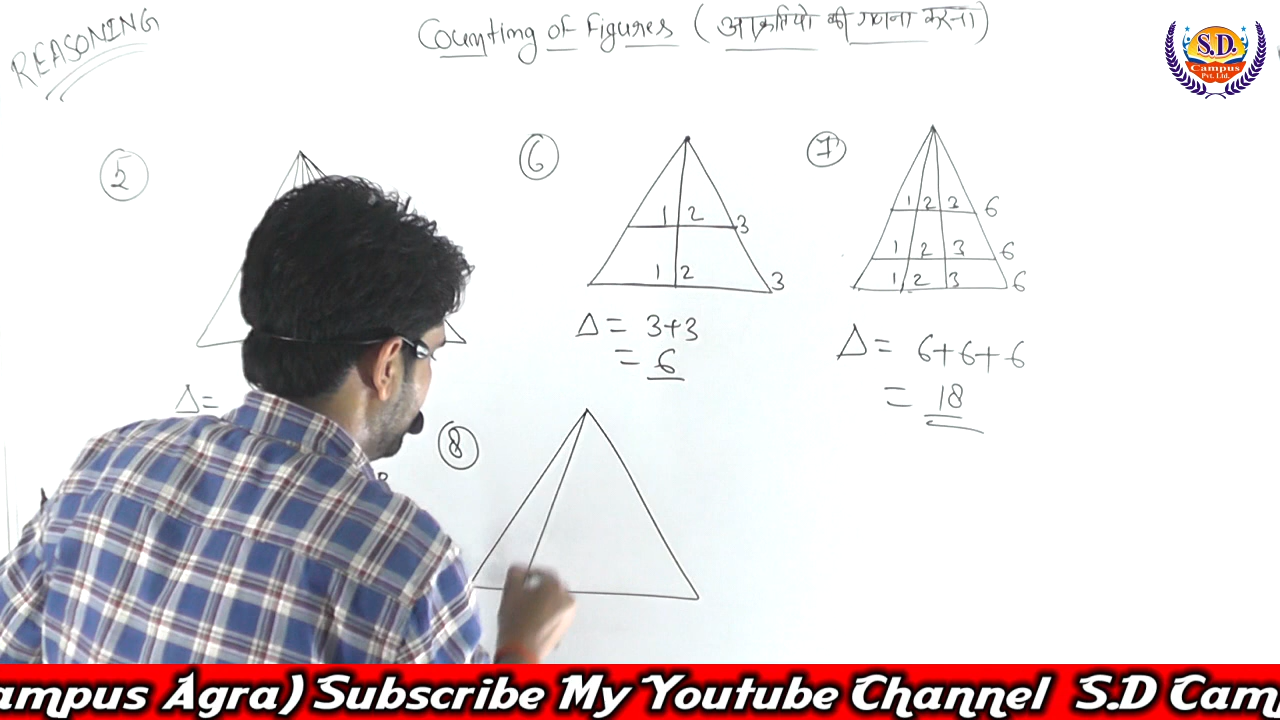 REASONING
Counting of Figures (आकृतियो की गणना करना)
S.D.
Campus
Pvt. Ltd.
5
6
7
1 2 3 6
1 2 3
1 2 3 6
1 2 3
1 2 3 6
Δ= 3+3
= 6
Δ= 6+6+6
= 18
Δ=
8
ampus Agra) Subscribe My Youtube Channel S.D Cam